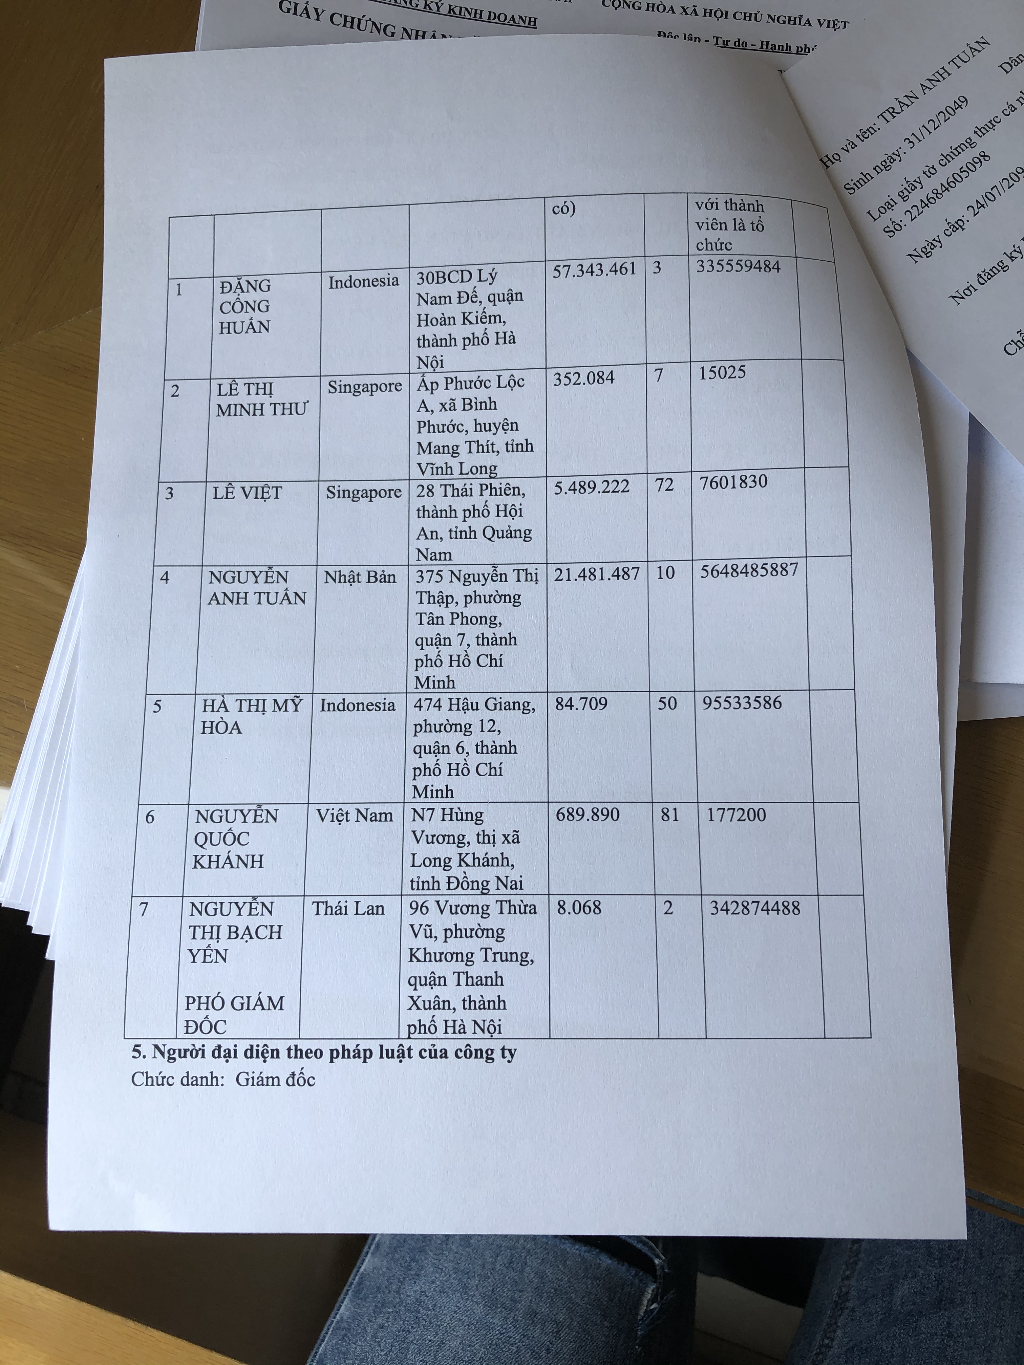 ĐĂNG KÝ KINH DOANH
GIẤY CHỨNG NHẬN
CỘNG HÒA XÃ HỘI CHỦ NGHĨA VIỆT
Độc lập - Tự do - Hạnh
Họ và tên: TRẦN ANH TUẤN
Dân
Sinh ngày: 31/12/2049
Loại giấy tờ chứng thực cá
Số: 224684605098
Ngày cấp: 24/07/209
Nơi đăng ký
có)
với thành
viên là tổ
chức
1 ĐẶNG Indonesia 30BCD Lý 57.343.461 3 335559484
CÔNG Nam Đế, quận
HUẤN Hoàn Kiếm,
thành phố Hà
Nội
2 LÊ THỊ Singapore Ấp Phước Lộc 352.084 7 15025
MINH THƯ A, xã Bình
Phước, huyện
Mang Thít, tỉnh
Vĩnh Long
3 LÊ VIỆT Singapore 28 Thái Phiên, 5.489.222 72 7601830
thành phố Hội
An, tỉnh Quảng
Nam
4 NGUYỄN Nhật Bản 375 Nguyễn Thị 21.481.487 10 5648485887
ANH TUẤN Thập, phường
Tân Phong,
quận 7, thành
phố Hồ Chí
Minh
5 HÀ THỊ MỸ Indonesia 474 Hậu Giang, 84.709 50 95533586
HÒA phường 12,
quận 6, thành
phố Hồ Chí
Minh
6 NGUYỄN Việt Nam N7 Hùng 689.890 81 177200
QUỐC Vương, thị xã
KHÁNH Long Khánh,
tỉnh Đồng Nai
7 NGUYỄN Thái Lan 96 Vương Thừa 8.068 2 342874488
THỊ BẠCH Vũ, phường
YẾN Khương Trung,
quận Thanh
PHÓ GIÁM Xuân, thành
ĐỐC phố Hà Nội
5. Người đại diện theo pháp luật của công ty
Chức danh: Giám đốc